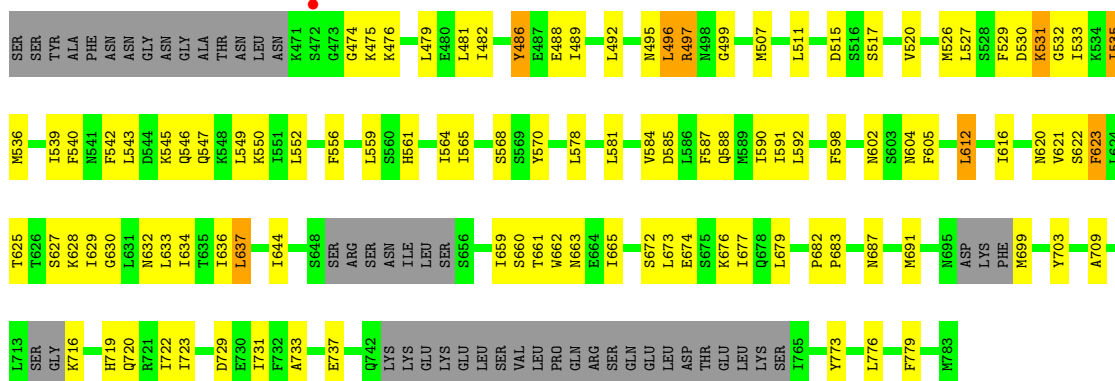 SER SER TYR ALA PHE ASN ASN GLY ASN GLY ALA THR ASN LEU ASN K471 S472 G473 G474 K475 K476 L479 E480 L481 I482 Y486 E487 E488 I489 L492 N495 L496 R497 N498 G499 M507 L511 D515 S516 S517 V520 M526 L527 S528 F529 D530 K531 G532 I533 K534 I535
M536 I539 F540 N541 F542 L543 D544 K545 Q546 Q547 K548 L549 K550 I551 L552 F556 L559 S560 H561 I564 I565 S568 S569 Y570 L578 L581 V584 D585 L586 F587 Q588 M589 I590 I591 L592 F598 N602 S603 N604 F605 L612 I616 N620 V621 S622 F623 L624
T625 T626 S627 K628 I629 G630 L631 N632 L633 I634 T635 I636 L637 I644 S648 SER ARG SER ASN ILE LEU SER S656 I659 S660 T661 W662 N663 E664 I665 S672 L673 E674 S675 K676 I677 Q678 L679 P682 P683 N687 M691 N695 ASP LYS PHE M699 Y703 A709
L713 SER GLY K716 H719 Q720 R721 I722 I723 D729 E730 I731 F732 A733 E737 Q742 LYS LYS GLU LYS GLU LEU SER VAL LEU PRO GLN ARG SER GLN GLU LEU ASP THR GLU LEU LYS SER I765 Y773 L776 F779 M783